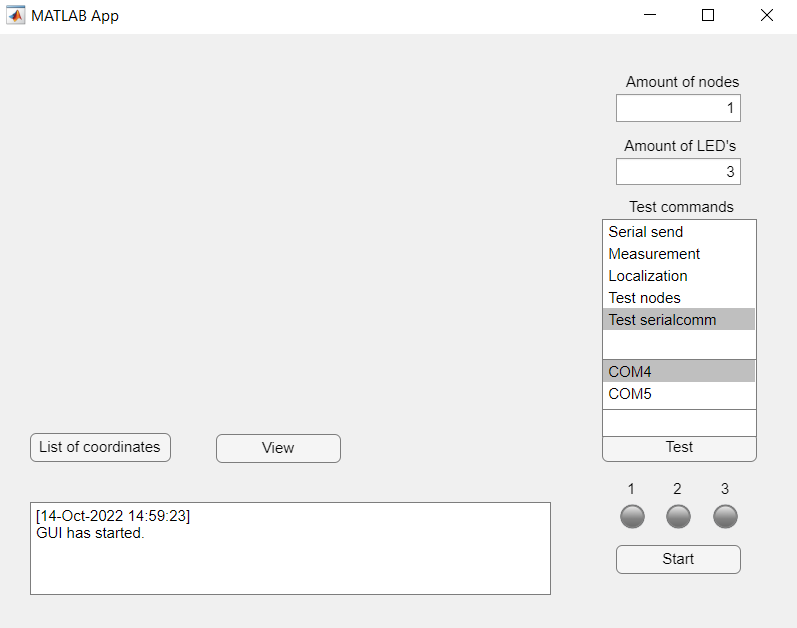 MATLAB App
Amount of nodes
1
Amount of LED's
3
Test commands
Serial send
Measurement
Localization
Test nodes
Test serialcomm
COM4
COM5
Test
List of coordinates
View
[14-Oct-2022 14:59:23]
GUI has started.
1 2 3
Start